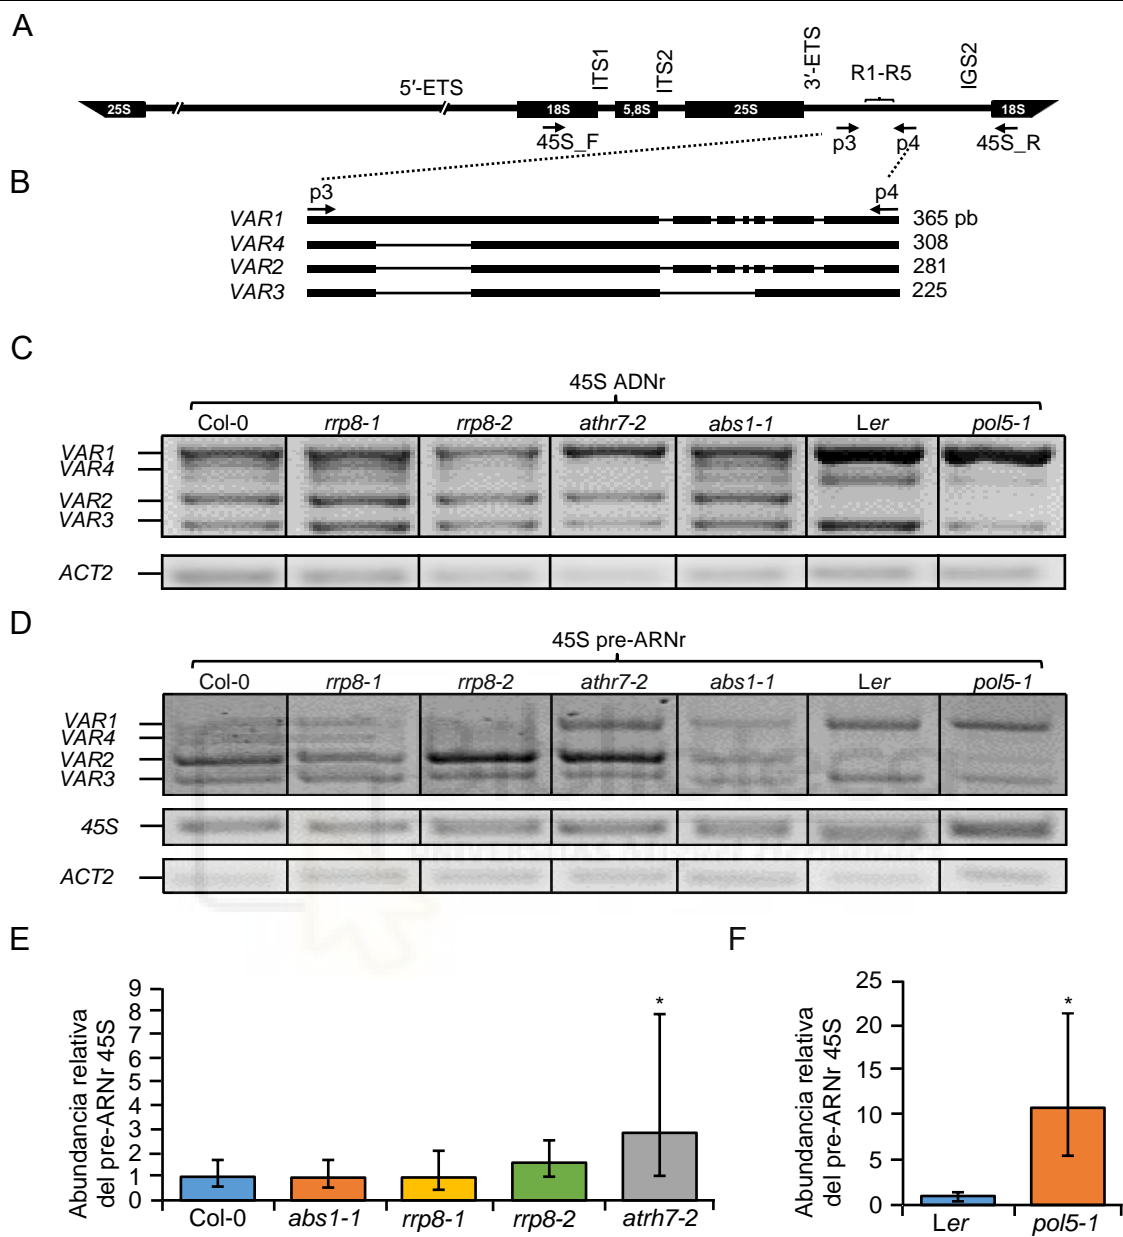 A
5′-ETS
ITS1
ITS2
3′-ETS
R1-R5
IGS2
25S
18S
5,8S
25S
18S
45S_F
p3
p4
45S_R
B
p3
p4
VAR1
365 pb
VAR4
308
VAR2
281
VAR3
225
C
45S ADNr
Col-0
rrp8-1
rrp8-2
athr7-2
abs1-1
Ler
pol5-1
VAR1
VAR4
VAR2
VAR3
ACT2
D
45S pre-ARNr
Col-0
rrp8-1
rrp8-2
athr7-2
abs1-1
Ler
pol5-1
VAR1
VAR4
VAR2
VAR3
45S
ACT2
E
Abundancia relativa
del pre-ARNr 45S
9
8
7
6
5
4
3
2
1
0
*
Col-0
abs1-1
rrp8-1
rrp8-2
atrh7-2
F
Abundancia relativa
del pre-ARNr 45S
25
20
15
10
5
0
*
Ler
pol5-1